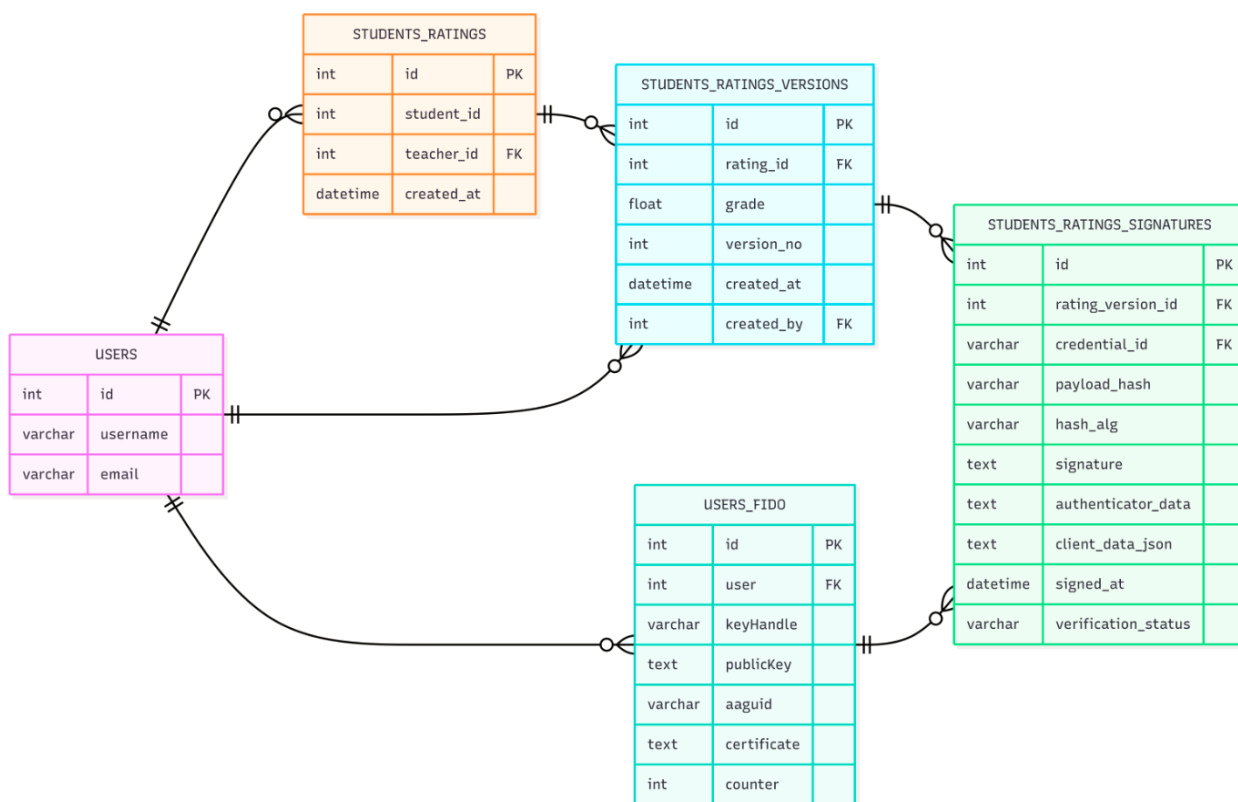 STUDENTS_RATINGS
int id PK
int student_id
int teacher_id FK
datetime created_at
STUDENTS_RATINGS_VERSIONS
int id PK
int rating_id FK
float grade
int version_no
datetime created_at
int created_by FK
STUDENTS_RATINGS_SIGNATURES
int id PK
int rating_version_id FK
varchar credential_id FK
varchar payload_hash
varchar hash_alg
text signature
text authenticator_data
text client_data_json
datetime signed_at
varchar verification_status
USERS
int id PK
varchar username
varchar email
USERS_FIDO
int id PK
int user FK
varchar keyHandle
text publicKey
varchar aaguid
text certificate
int counter